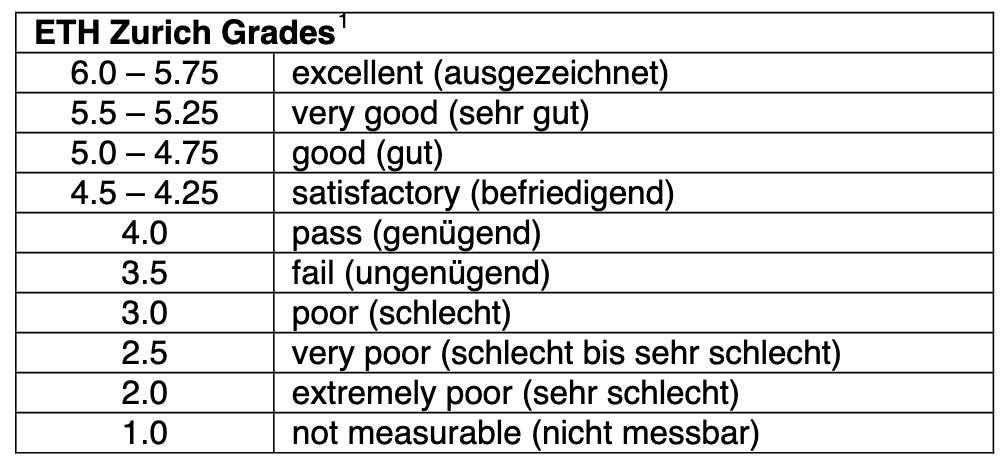 ETH Zurich Grades¹
6.0 – 5.75 excellent (ausgezeichnet)
5.5 – 5.25 very good (sehr gut)
5.0 – 4.75 good (gut)
4.5 – 4.25 satisfactory (befriedigend)
4.0 pass (genügend)
3.5 fail (ungenügend)
3.0 poor (schlecht)
2.5 very poor (schlecht bis sehr schlecht)
2.0 extremely poor (sehr schlecht)
1.0 not measurable (nicht messbar)